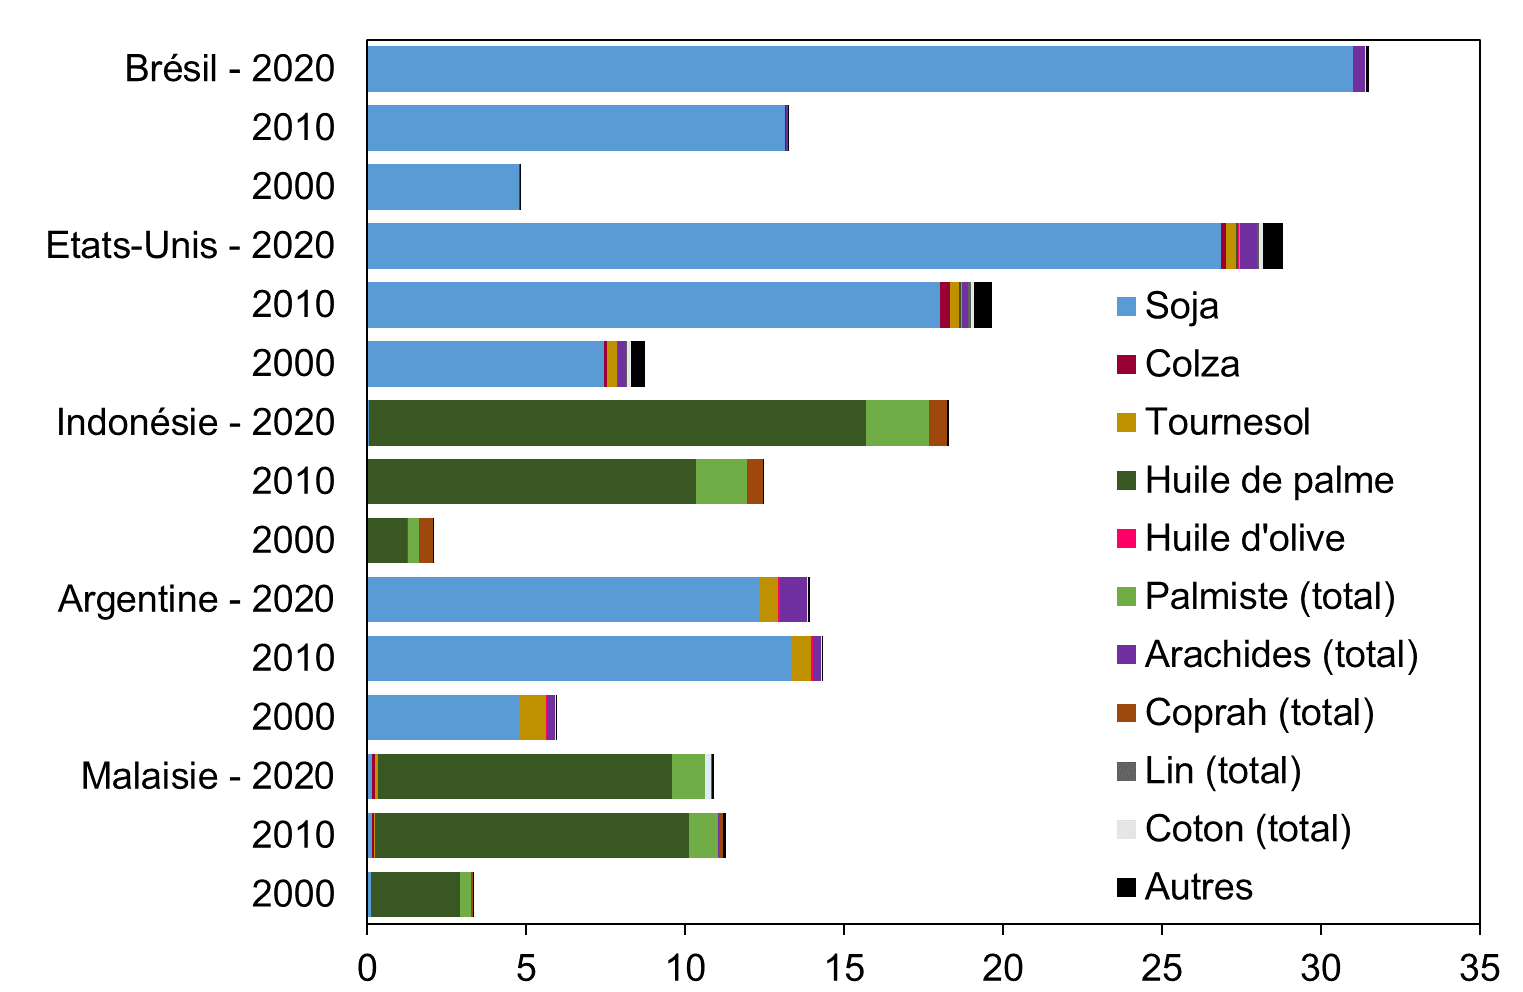 Brésil - 2020
2010
2000
Etats-Unis - 2020
2010
2000
Indonésie - 2020
2010
2000
Argentine - 2020
2010
2000
Malaisie - 2020
2010
2000
Soja
Colza
Tournesol
Huile de palme
Huile d'olive
Palmiste (total)
Arachides (total)
Coprah (total)
Lin (total)
Coton (total)
Autres
0 5 10 15 20 25 30 35